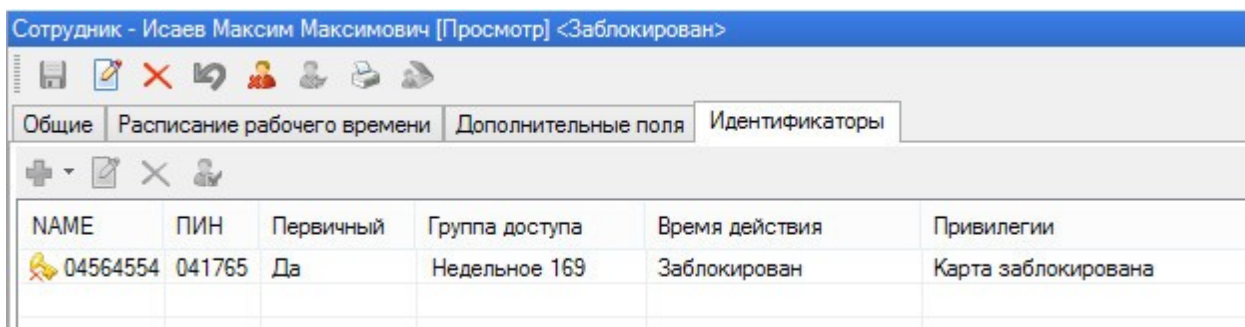 Сотрудник - Исаев Максим Максимович [Просмотр] <Заблокирован>
Общие Расписание рабочего времени Дополнительные поля Идентификаторы
NAME ПИН Первичный Группа доступа Время действия Привилегии
04564554 041765 Да Недельное 169 Заблокирован Карта заблокирована